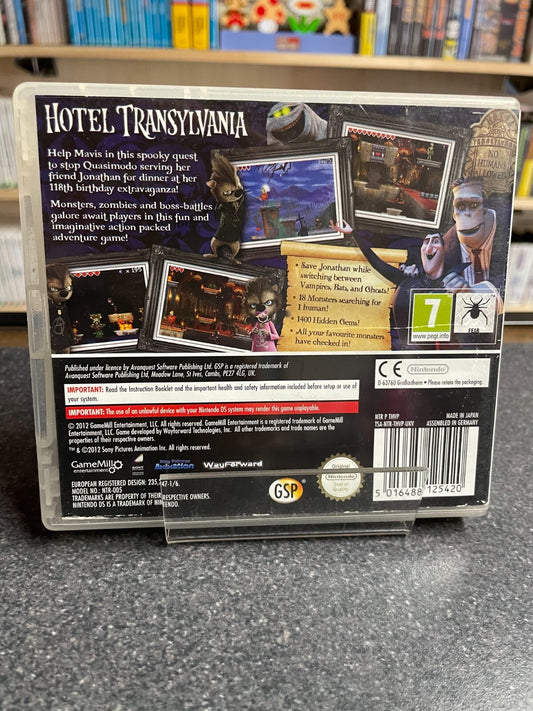 HOTEL TRANSYLVANIA
Help Mavis in this spooky quest
to stop Quasimodo serving her
friend Jonathan for dinner at her
118th birthday extravaganza!
Monsters, zombies and boss-battles
galore await players in this fun and
imaginative action packed
adventure game!
NO
HUMANS
ALLOWED
• Save Jonathan while
switching between
Vampires, Bats, and Ghosts!
• 18 Monsters searching for
1 human!
• 1400 Hidden Gems!
• All your favourite monsters
have checked in!
7
www.pegi.info
FEAR
Published under licence by Avanquest Software Publishing Ltd. GSP is a registered trademark of
Avanquest Software Publishing Ltd, Meadow Lane, St Ives, Cambs, PE27 4LG, UK.
CE Nintendo
D-63760 Großostheim • Please retain the packaging.
IMPORTANT: Read the Instruction Booklet and the important health and safety information included before setup or use of
your system.
IMPORTANT: The use of an unlawful device with your Nintendo DS system may render this game unplayable.
© 2012 GameMill Entertainment, LLC. All rights reserved. GameMill Entertainment is a registered trademark of GameMill
Entertainment, LLC. Game developed by Wayforward Technologies, Inc. All other trademarks and trade names are the
properties of their respective owners.
™ & ©2012 Sony Pictures Animation Inc. All rights reserved.
NTR P THVP
TSA-NTR-THVP-UKV
MADE IN JAPAN
GameMill
entertainment
Sony Pictures
Animation
WayForward
Original
Nintendo
Seal of
Quality
GSP
EUROPEAN REGISTERED DESIGN: 235,
47-1/6.
MODEL NO: NTR-005
TRADEMARKS ARE PROPERTY OF THEIR
RESPECTIVE OWNERS.
NINTENDO DS IS A TRADEMARK OF NIN
TENDO.
5 016488 125420